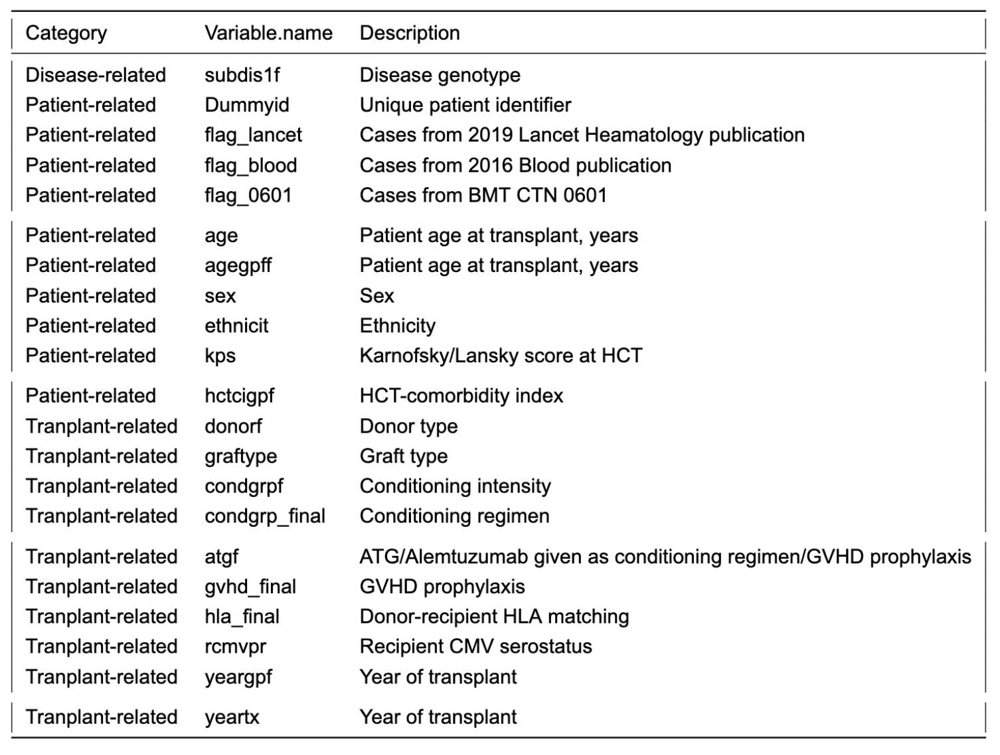 Category Variable.name Description
Disease-related subdis1f Disease genotype
Patient-related Dummyid Unique patient identifier
Patient-related flag_lancet Cases from 2019 Lancet Heamatology publication
Patient-related flag_blood Cases from 2016 Blood publication
Patient-related flag_0601 Cases from BMT CTN 0601
Patient-related age Patient age at transplant, years
Patient-related agegpff Patient age at transplant, years
Patient-related sex Sex
Patient-related ethnicit Ethnicity
Patient-related kps Karnofsky/Lansky score at HCT
Patient-related hctcigpf HCT-comorbidity index
Tranplant-related donorf Donor type
Tranplant-related graftype Graft type
Tranplant-related condgrpf Conditioning intensity
Tranplant-related condgrp_final Conditioning regimen
Tranplant-related atgf ATG/Alemtuzumab given as conditioning regimen/GVHD prophylaxis
Tranplant-related gvhd_final GVHD prophylaxis
Tranplant-related hla_final Donor-recipient HLA matching
Tranplant-related rcmvpr Recipient CMV serostatus
Tranplant-related yeargpf Year of transplant
Tranplant-related yeartx Year of transplant